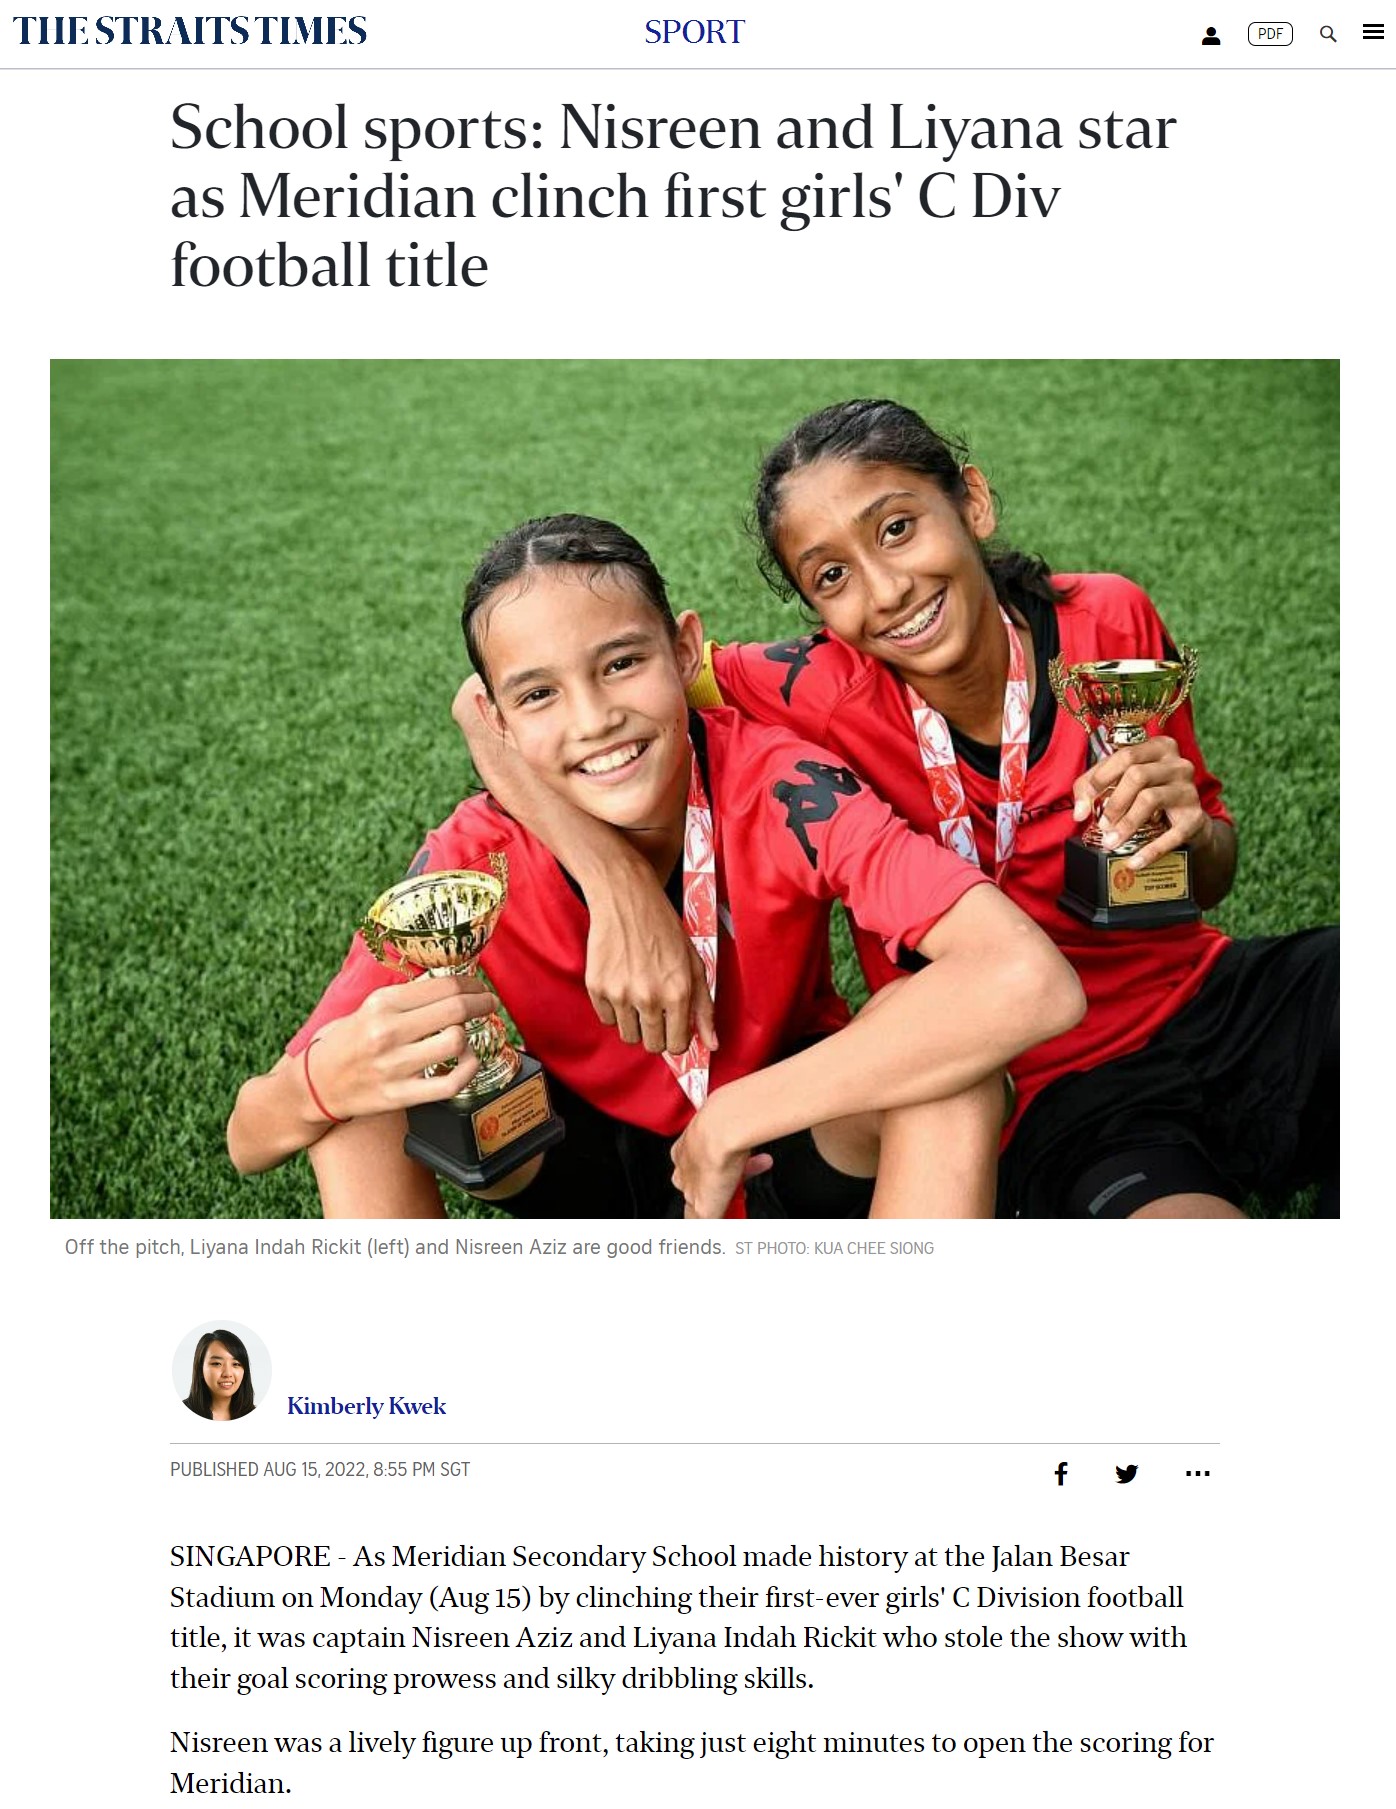 THE STRAITS TIMES
SPORT
PDF
School sports: Nisreen and Liyana star
as Meridian clinch first girls' C Div
football title
TOP SCORER
Off the pitch, Liyana Indah Rickit (left) and Nisreen Aziz are good friends. ST PHOTO: KUA CHEE SIONG
Kimberly Kwek
PUBLISHED AUG 15, 2022, 8:55 PM SGT
SINGAPORE - As Meridian Secondary School made history at the Jalan Besar
Stadium on Monday (Aug 15) by clinching their first-ever girls' C Division football
title, it was captain Nisreen Aziz and Liyana Indah Rickit who stole the show with
their goal scoring prowess and silky dribbling skills.
Nisreen was a lively figure up front, taking just eight minutes to open the scoring for
Meridian.